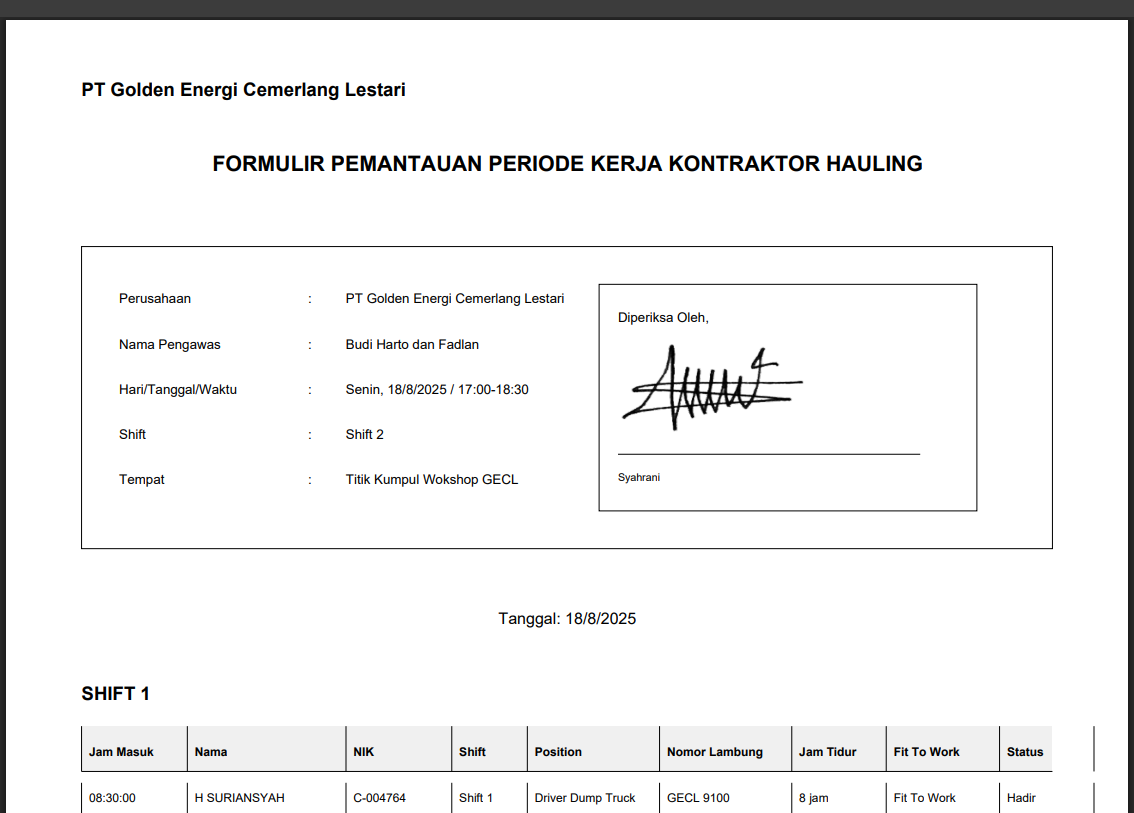 PT Golden Energi Cemerlang Lestari
FORMULIR PEMANTAUAN PERIODE KERJA KONTRAKTOR HAULING
Perusahaan : PT Golden Energi Cemerlang Lestari
Nama Pengawas : Budi Harto dan Fadlan
Hari/Tanggal/Waktu : Senin, 18/8/2025 / 17:00-18:30
Shift : Shift 2
Tempat : Titik Kumpul Wokshop GECL
Diperiksa Oleh,
Syahrani
Tanggal: 18/8/2025
SHIFT 1
Jam Masuk Nama NIK Shift Position Nomor Lambung Jam Tidur Fit To Work Status
08:30:00 H SURIANSYAH C-004764 Shift 1 Driver Dump Truck GECL 9100 8 jam Fit To Work Hadir